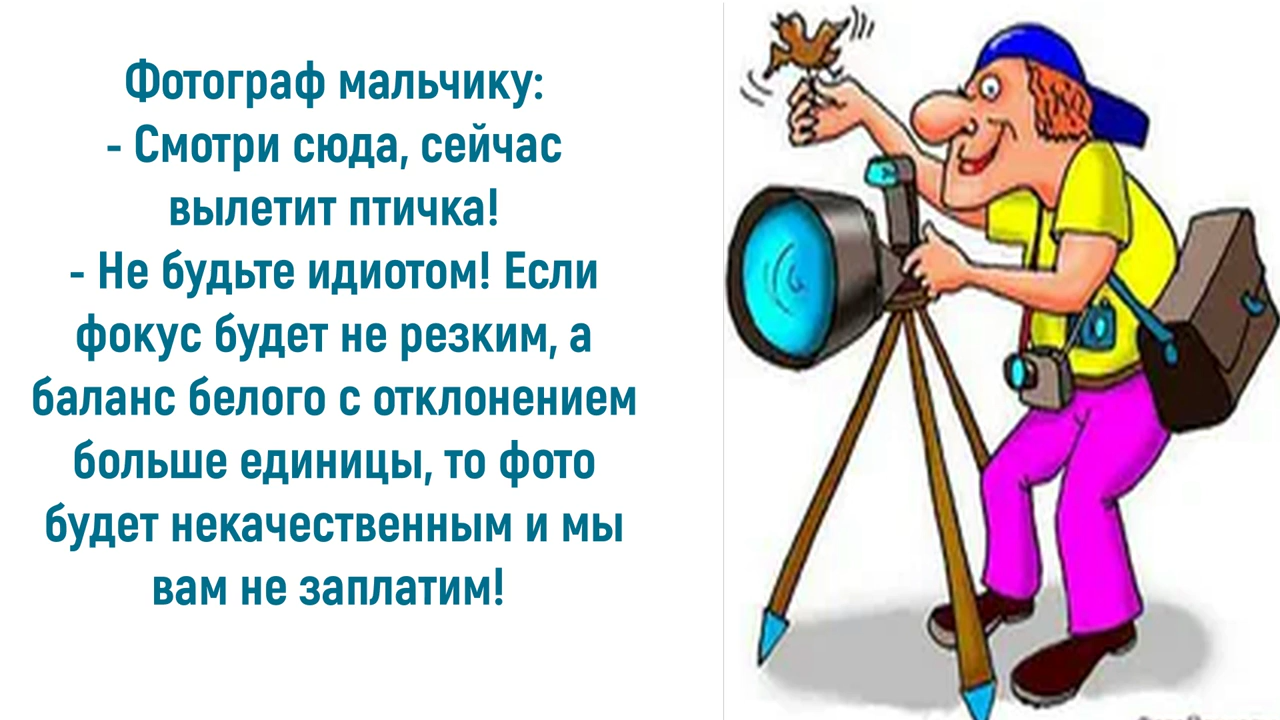 Фотограф мальчику:
- Смотри сюда, сейчас
вылетит птичка!
- Не будьте идиотом! Если
фокус будет не резким, а
баланс белого с отклонением
больше единицы, то фото
будет некачественным и мы
вам не заплатим!